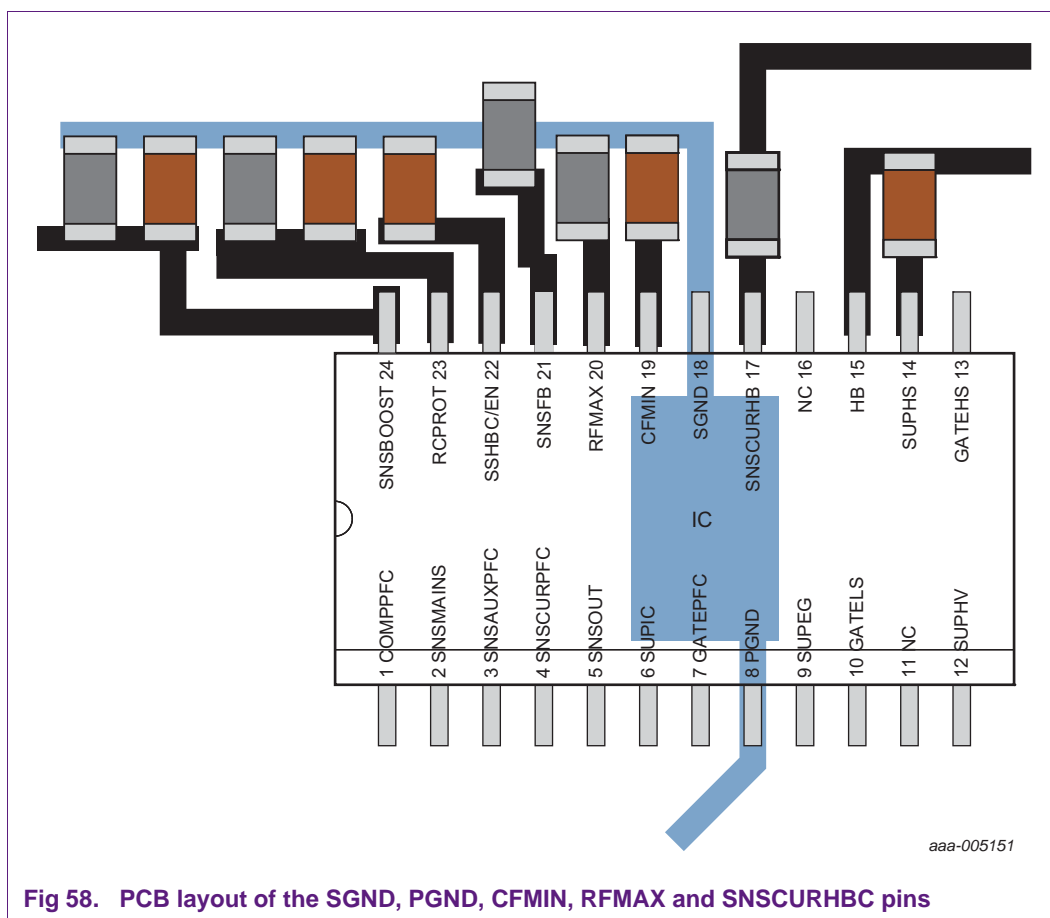 SNSBOOST 24
RCPROT 23
SSHBC/EN 22
SNSFB 21
RFMAX 20
CFMIN 19
SGND 18
SNSCURHB 17
NC 16
HB 15
SUPHS 14
GATEHS 13
IC
1 COMPPFC
2 SNSMAINS
3 SNSAUXPFC
4 SNSCURPFC
5 SNSOUT
6 SUPIC
7 GATEPFC
8 PGND
9 SUPEG
10 GATELS
11 NC
12 SUPHV
aaa-005151
Fig 58. PCB layout of the SGND, PGND, CFMIN, RFMAX and SNSCURHBC pins